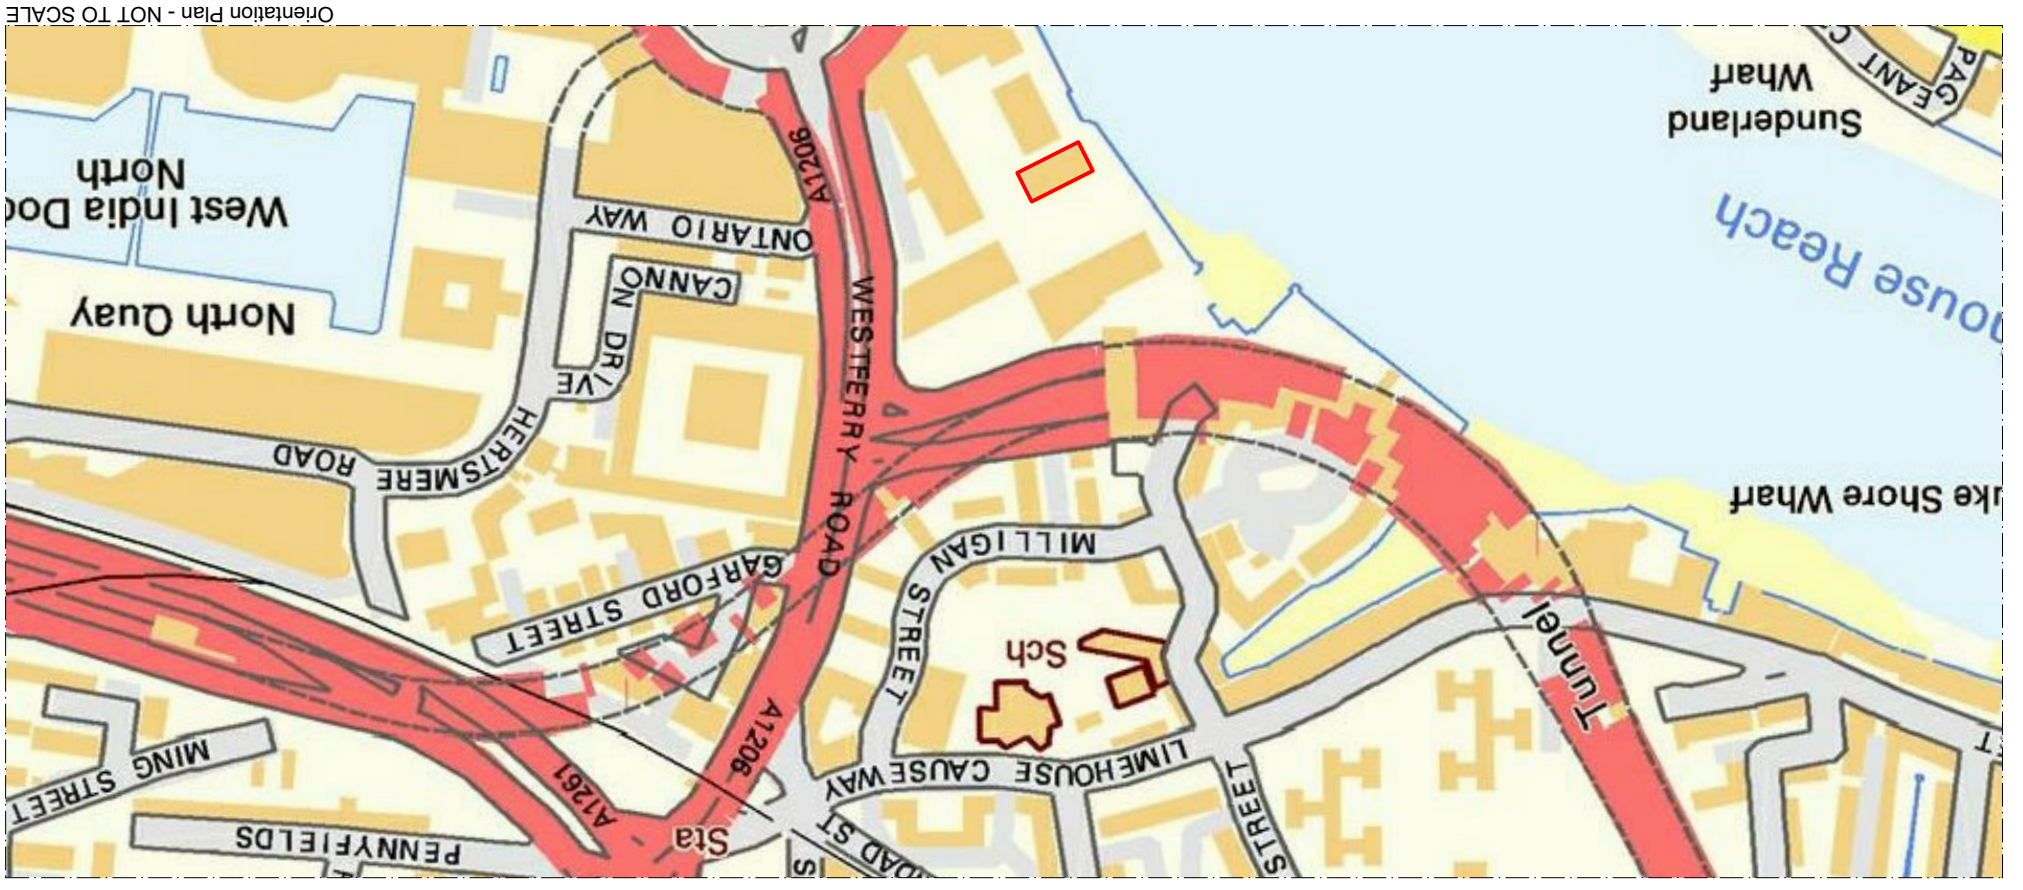 Orientation Plan - NOT TO SCALE
STREET
LIMEHOUSE CAUSEWAY
PENNYFIELDS
Sta
MING STREET
A1261
A1206
Tunnel
Sch
MILLIGAN STREET
GARFORD STREET
WESTFERRY ROAD
HERTSMERE ROAD
CANNON DRIVE
ONTARIO WAY
A1206
North Quay
West India
North
Shore Wharf
Reach
Sunderland
Wharf
PAGEANT